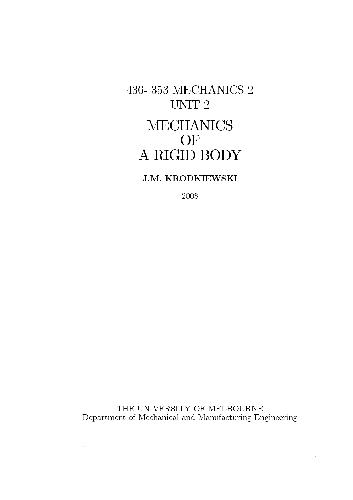 436-353 MECHANICS 2
UNIT 2
MECHANICS
OF
A RIGID BODY
J.M. KRODKIEWSKI
2008
THE UNIVERSITY OF MELBOURNE
Department of Mechanical and Manufacturing Engineering